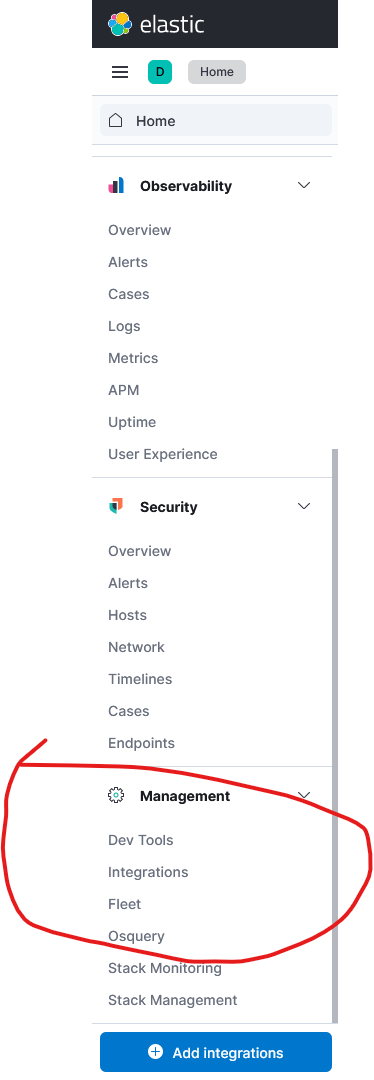 elastic
D Home
Home
Observability
Overview
Alerts
Cases
Logs
Metrics
APM
Uptime
User Experience
Security
Overview
Alerts
Hosts
Network
Timelines
Cases
Endpoints
Management
Dev Tools
Integrations
Fleet
Osquery
Stack Monitoring
Stack Management
Add integrations